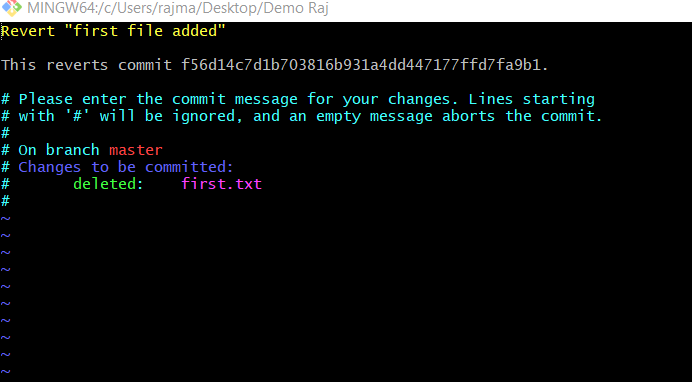 MINGW64:/c/Users/rajma/Desktop/Demo Raj
Revert "first file added"
This reverts commit f56d14c7d1b703816b931a4dd447177ffd7fa9b1.
# Please enter the commit message for your changes. Lines starting
# with '#' will be ignored, and an empty message aborts the commit.
#
# On branch master
# Changes to be committed:
#       deleted:    first.txt
#
~
~
~
~
~
~
~
~
~
~